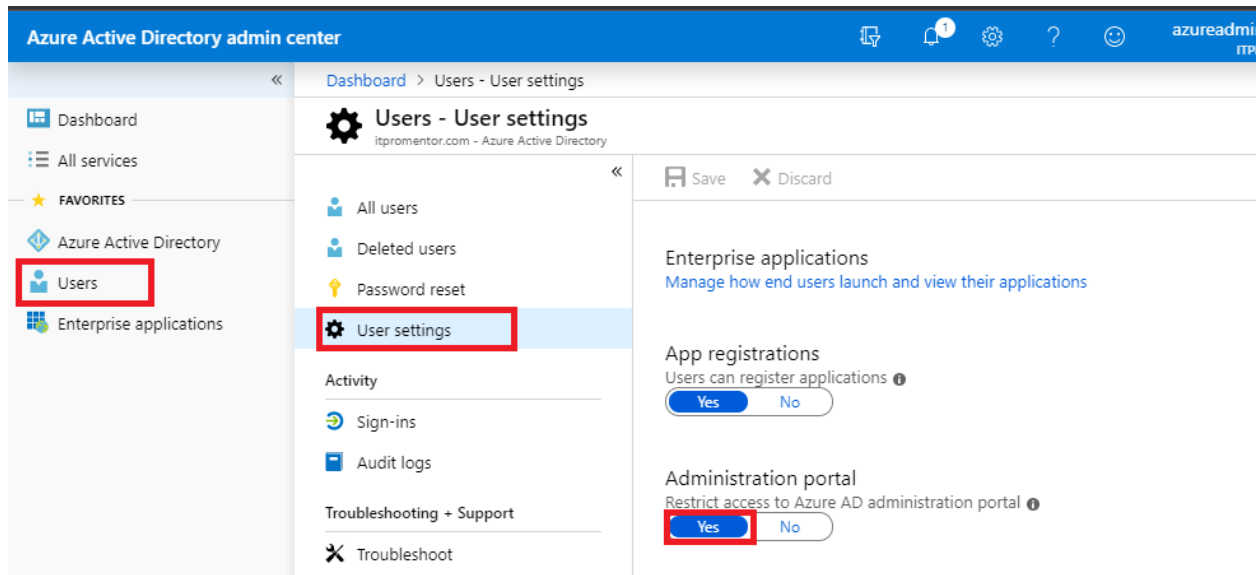 Azure Active Directory admin center
1
azureadmi
ITP
«
Dashboard > Users - User settings
Dashboard
All services
FAVORITES
Azure Active Directory
Users
Enterprise applications
Users - User settings
itpromentor.com - Azure Active Directory
«
All users
Deleted users
Password reset
User settings
Activity
Sign-ins
Audit logs
Troubleshooting + Support
Troubleshoot
Save Discard
Enterprise applications
Manage how end users launch and view their applications
App registrations
Users can register applications
Yes No
Administration portal
Restrict access to Azure AD administration portal
Yes No